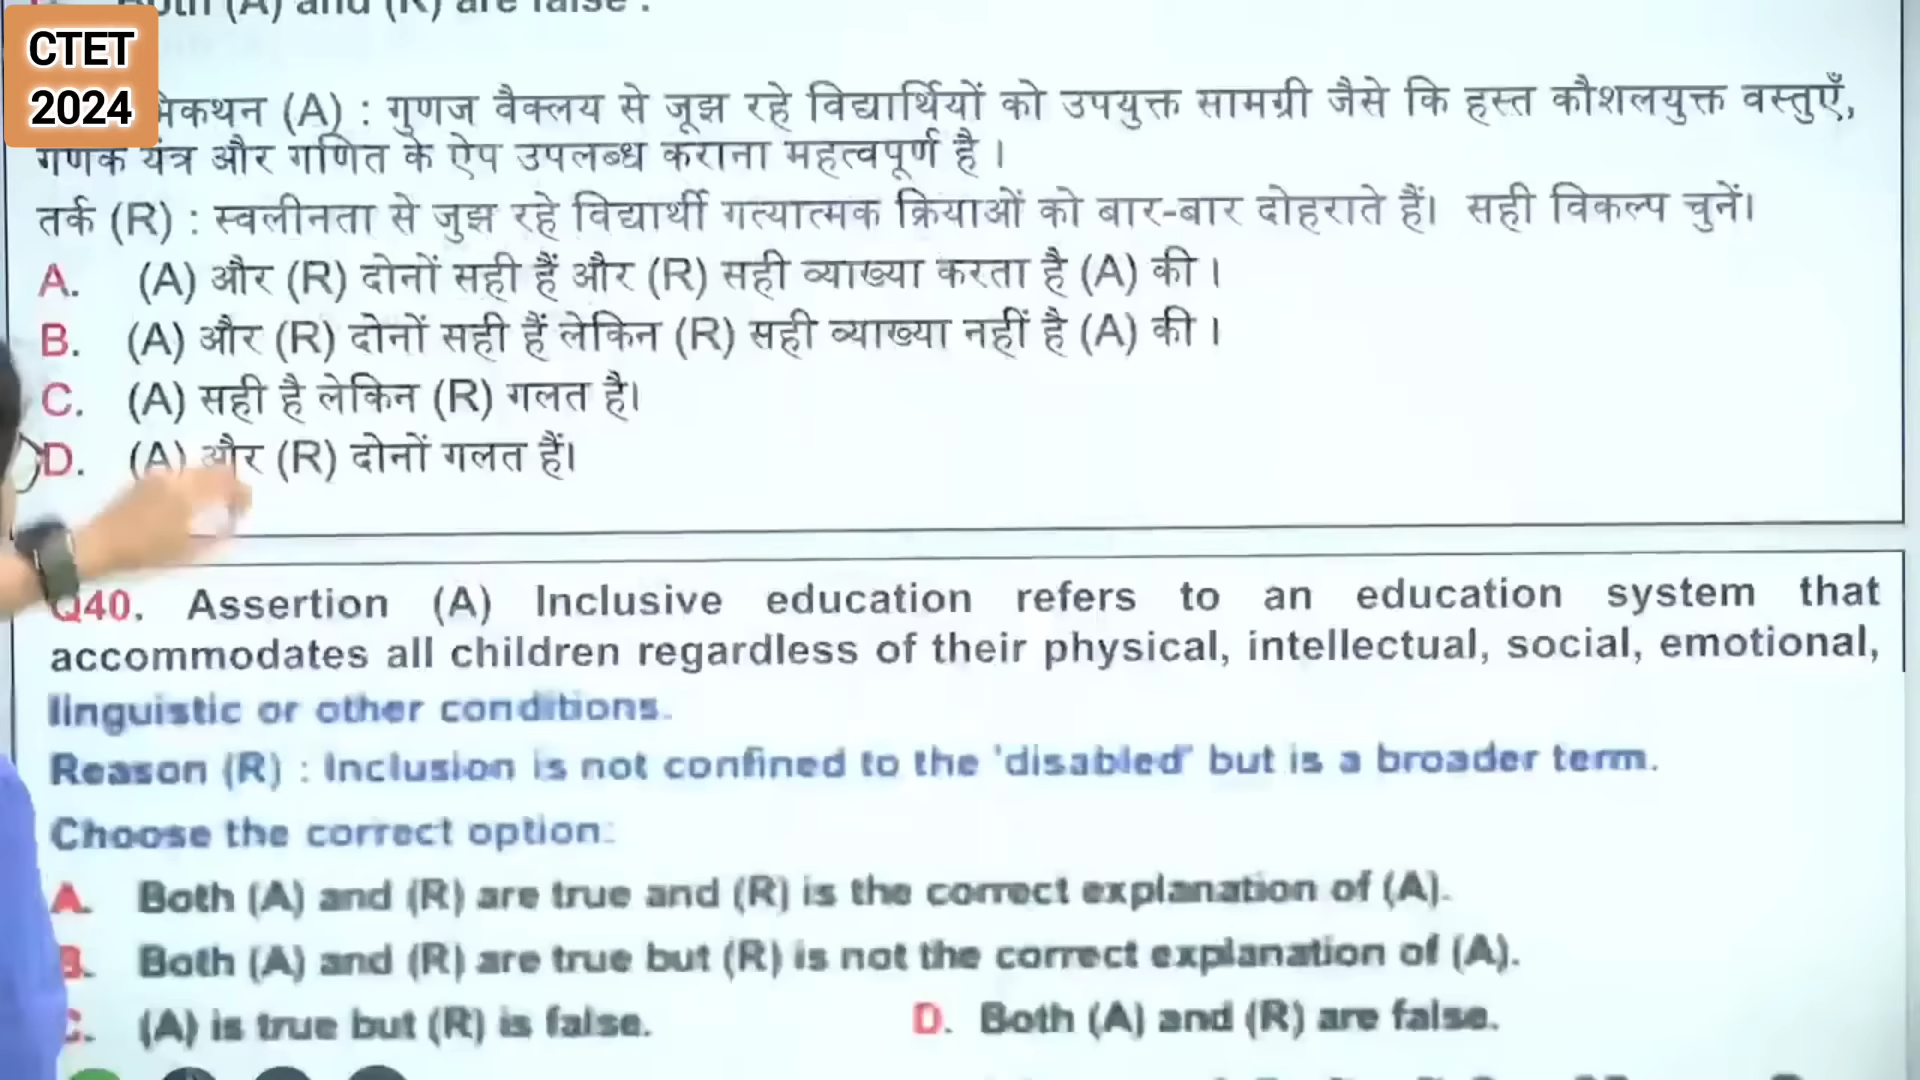 Both (A) and (R) are false .
CTET
2024
भिकथन (A) : गुणज वैक्लय से जूझ रहे विद्यार्थियों को उपयुक्त सामग्री जैसे कि हस्त कौशलयुक्त वस्तुएँ,
गणक यंत्र और गणित के ऐप उपलब्ध कराना महत्वपूर्ण है ।
तर्क (R) : स्वलीनता से जुझ रहे विद्यार्थी गत्यात्मक क्रियाओं को बार-बार दोहराते हैं। सही विकल्प चुनें।
A. (A) और (R) दोनों सही हैं और (R) सही व्याख्या करता है (A) की ।
B. (A) और (R) दोनों सही हैं लेकिन (R) सही व्याख्या नहीं है (A) की ।
C. (A) सही है लेकिन (R) गलत है।
D. (A) और (R) दोनों गलत हैं।
Q40. Assertion (A) Inclusive education refers to an education system that
accommodates all children regardless of their physical, intellectual, social, emotional,
linguistic or other conditions.
Reason (R) : Inclusion is not confined to the 'disabled' but is a broader term.
Choose the correct option:
A. Both (A) and (R) are true and (R) is the correct explanation of (A).
B. Both (A) and (R) are true but (R) is not the correct explanation of (A).
C. (A) is true but (R) is false. D. Both (A) and (R) are false.